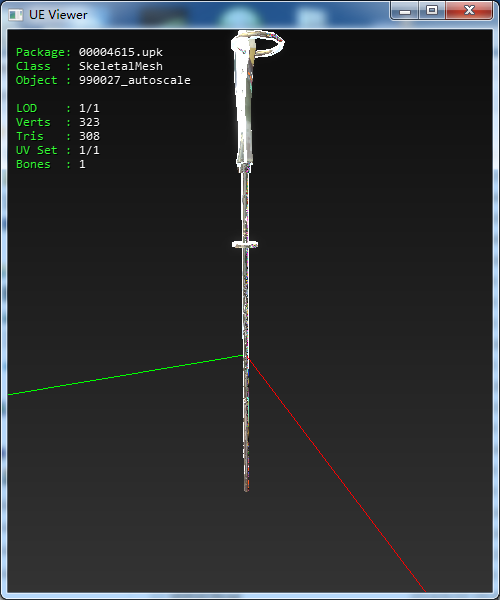 UE Viewer
Package: 00004615.upk
Class  : SkeletalMesh
Object : 990027_autoscale
LOD    : 1/1
Verts  : 323
Tris   : 308
UV Set : 1/1
Bones  : 1